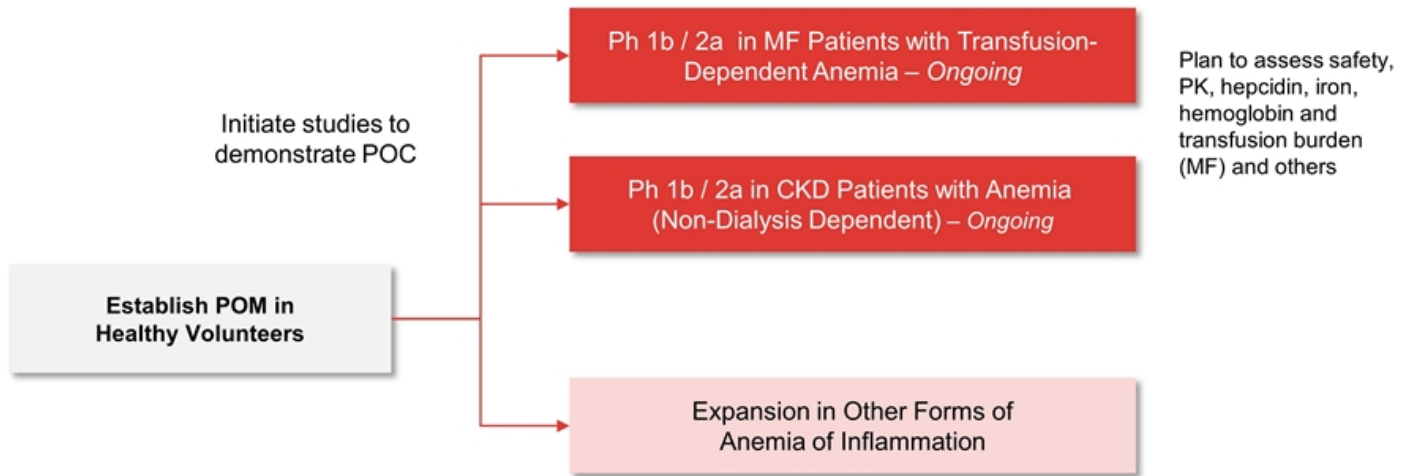 Ph 1b / 2a in MF Patients with Transfusion-
Dependent Anemia – Ongoing
Plan to assess safety,
PK, hepcidin, iron,
hemoglobin and
transfusion burden
(MF) and others
Initiate studies to
demonstrate POC
Ph 1b / 2a in CKD Patients with Anemia
(Non-Dialysis Dependent) – Ongoing
Establish POM in
Healthy Volunteers
Expansion in Other Forms of
Anemia of Inflammation